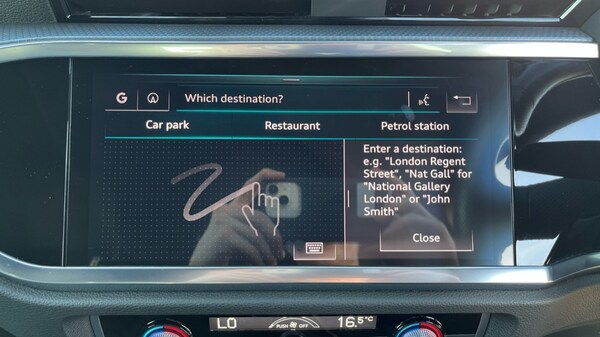 G
Which destination?
Car park
Restaurant
Petrol station
Enter a destination:
e.g. "London Regent
Street", "Nat Gall" for
"National Gallery
London" or "John
Smith"
Close
LO
PUSH OFF
16.5°C